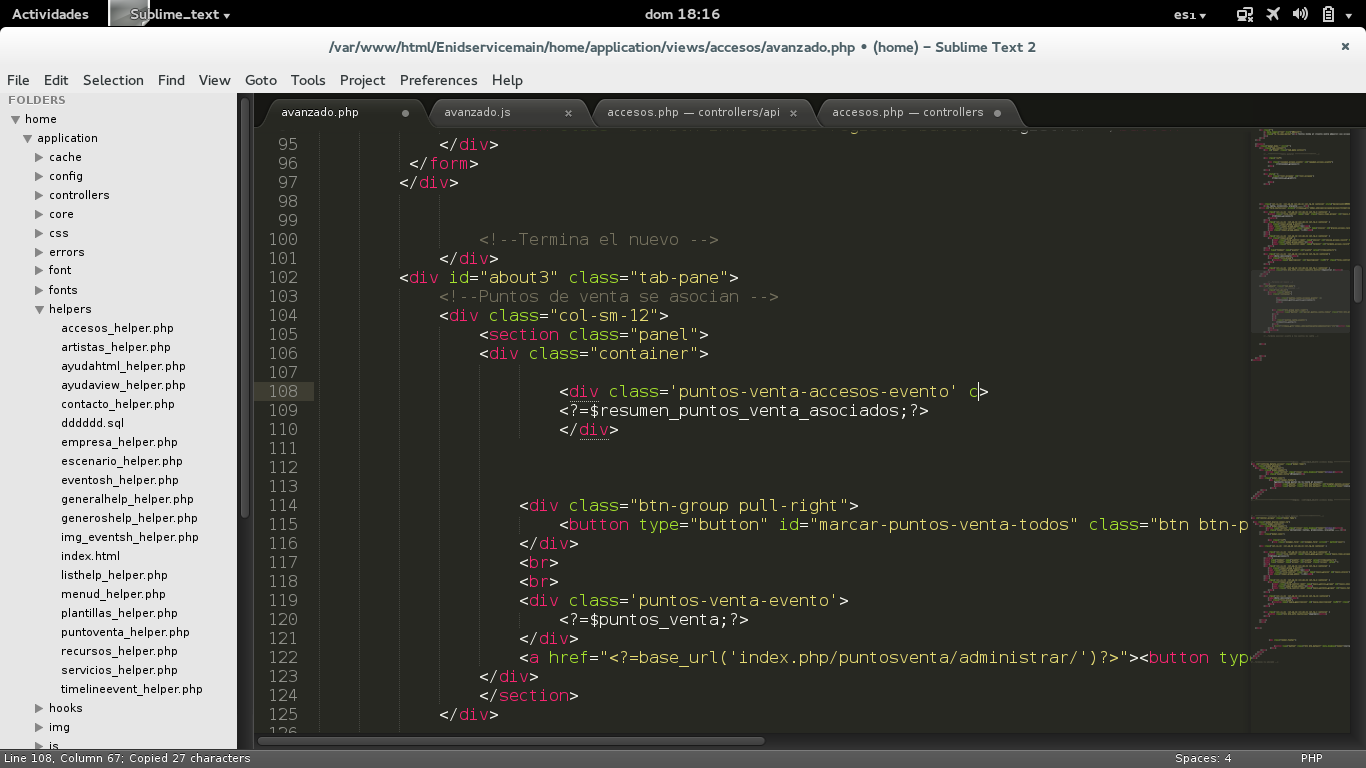 Actividades Sublime_text dom 18:16 es1
/var/www/html/Enidservicemain/home/application/views/accesos/avanzado.php • (home) – Sublime Text 2 ×
File Edit Selection Find View Goto Tools Project Preferences Help
FOLDERS
home
application
cache
config
controllers
core
css
errors
font
fonts
helpers
accesos_helper.php
artistas_helper.php
ayudahtml_helper.php
ayudaview_helper.php
contacto_helper.php
dddddd.sql
empresa_helper.php
escenario_helper.php
eventosh_helper.php
generalhelp_helper.php
generoshelp_helper.php
img_eventsh_helper.php
index.html
listhelp_helper.php
menud_helper.php
plantillas_helper.php
puntoventa_helper.php
recursos_helper.php
servicios_helper.php
timelineevent_helper.php
hooks
img
js
avanzado.php avanzado.js × accesos.php — controllers/api × accesos.php — controllers
95 </div>
96 </form>
97 </div>
98
99
100 <!--Termina el nuevo -->
101 </div>
102 <div id="about3" class="tab-pane">
103 <!--Puntos de venta se asocian -->
104 <div class="col-sm-12">
105 <section class="panel">
106 <div class="container">
107
108 <div class='puntos-venta-accesos-evento' c>
109 <?=$resumen_puntos_venta_asociados;?>
110 </div>
111
112
113
114 <div class="btn-group pull-right">
115 <button type="button" id="marcar-puntos-venta-todos" class="btn btn-p
116 </div>
117 <br>
118 <br>
119 <div class='puntos-venta-evento'>
120 <?=$puntos_venta;?>
121 </div>
122 <a href="<?=base_url('index.php/puntosventa/administrar/')?>"><button typ
123 </div>
124 </section>
125 </div>
126
Line 108, Column 67; Copied 27 characters Spaces: 4 PHP